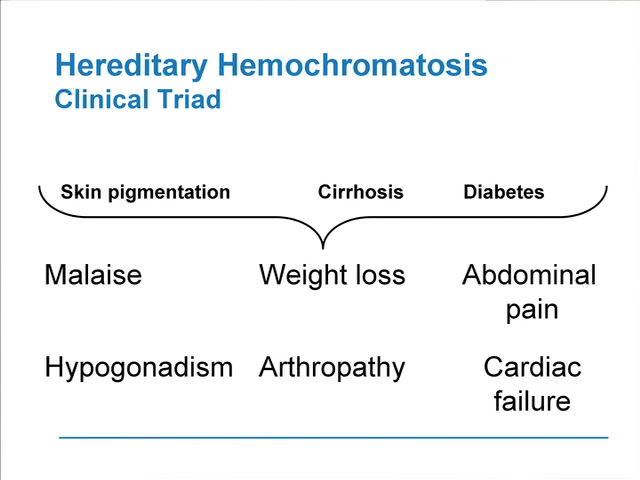 Hereditary Hemochromatosis
Clinical Triad
Skin pigmentation Cirrhosis Diabetes
Malaise Weight loss Abdominal
pain
Hypogonadism Arthropathy Cardiac
failure